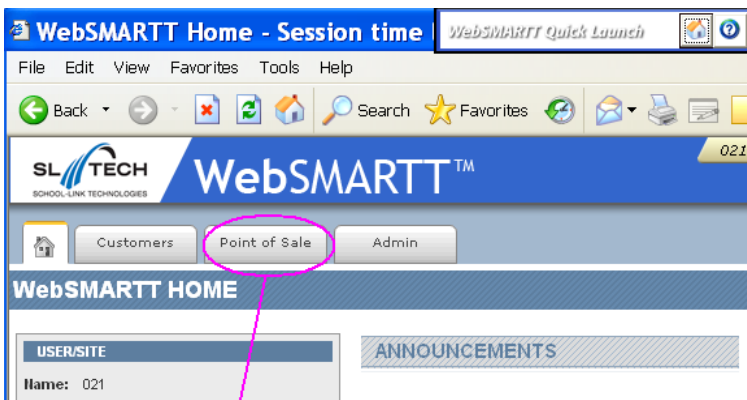 WebSMARTT Home - Session time
WebSMARTT Quick Launch
File Edit View Favorites Tools Help
Back Search Favorites
SL TECH
SCHOOL-LINK TECHNOLOGIES
WebSMARTT™
021
Customers Point of Sale Admin
WebSMARTT HOME
USER/SITE
ANNOUNCEMENTS
Name: 021